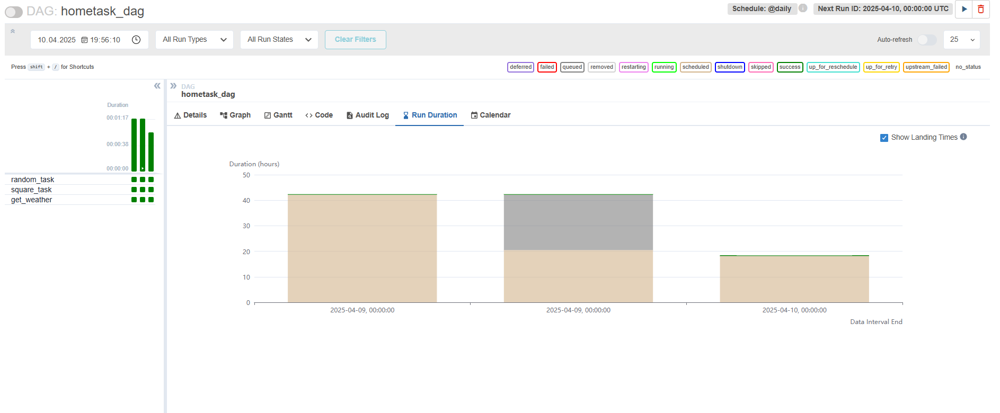 DAG: hometask_dag
Schedule: @daily
Next Run ID: 2025-04-10, 00:00:00 UTC
10.04.2025 19:56:10
All Run Types
All Run States
Clear Filters
Auto-refresh
25
Press shift + / for Shortcuts
deferred failed queued removed restarting running scheduled shutdown skipped success up_for_reschedule up_for_retry upstream_failed no_status
Duration
00:01:17
00:00:38
00:00:00
random_task
square_task
get_weather
DAG
hometask_dag
Details Graph Gantt Code Audit Log Run Duration Calendar
Show Landing Times
Duration (hours)
50
40
30
20
10
0
2025-04-09, 00:00:00 2025-04-09, 00:00:00 2025-04-10, 00:00:00
Data Interval End